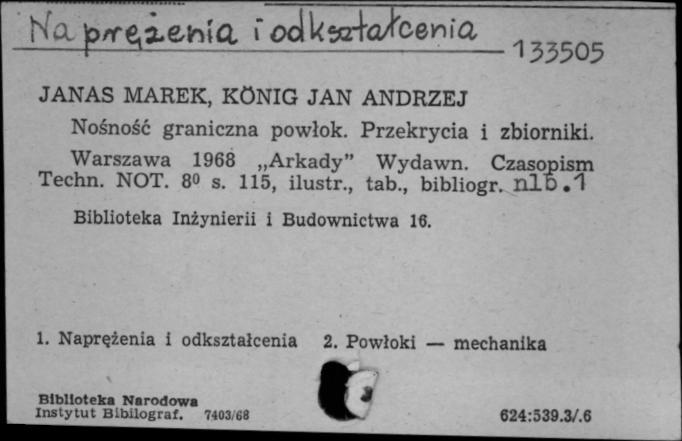 Naprężenia i odkształcenia
133505
JANAS MAREK, KÖNIG JAN ANDRZEJ
Nośność graniczna powłok. Przekrycia i zbiorniki.
Warszawa 1968 „Arkady” Wydawn. Czasopism
Techn. NOT. 8⁰ s. 115, ilustr., tab., bibliogr. nlb.1
Biblioteka Inżynierii i Budownictwa 16.
1. Naprężenia i odkształcenia 2. Powłoki — mechanika
Biblioteka Narodowa
Instytut Bibilograf. 7403/68
624:539.3/.6